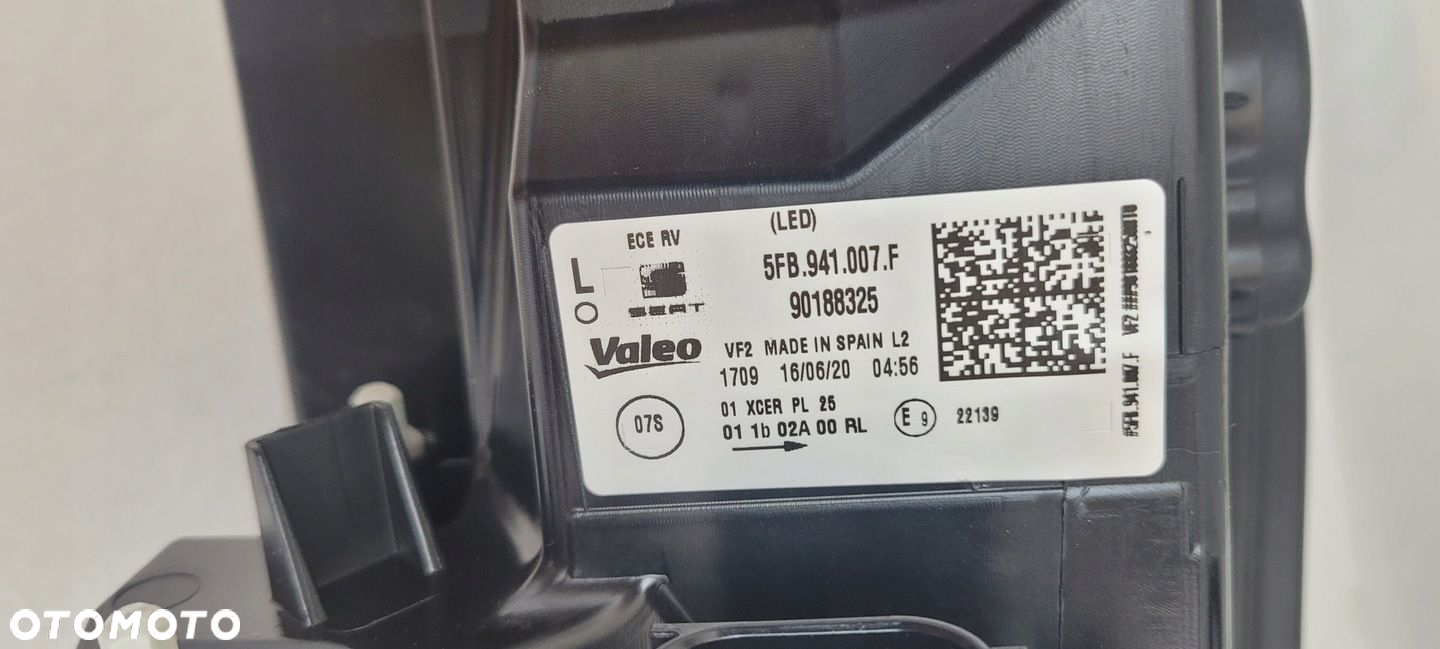 (LED)
ECE RV
L
SEAT
5FB.941.007.F
90188325
Valeo
VF2 MADE IN SPAIN L2
1709 16/06/20 04:56
07S
01 XCER PL 25
01 1b 02A 00 RL
E 9
22139
#5FB.941.007.F VF2
OTOMOTO